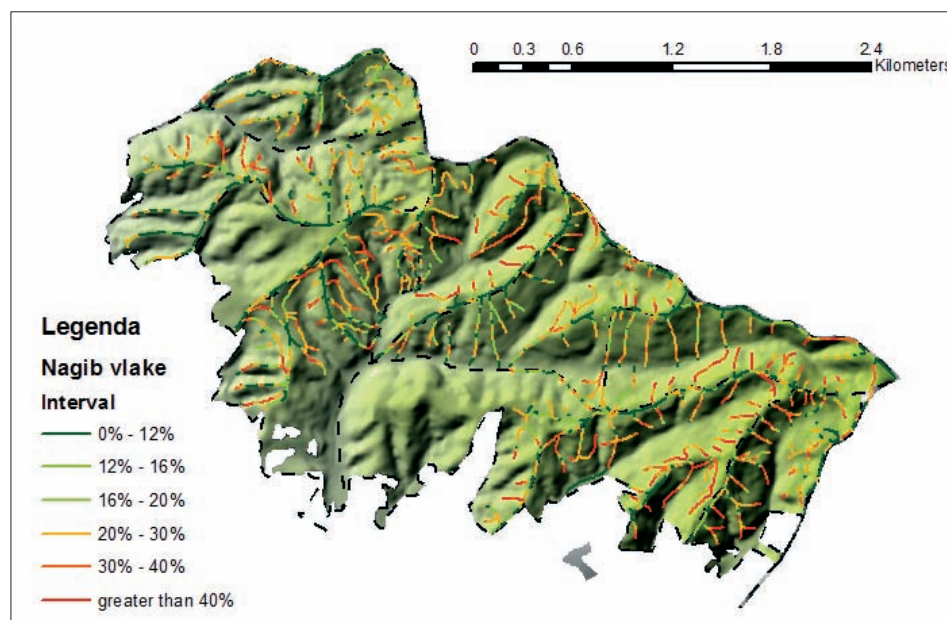 0 0.3 0.6 1.2 1.8 2.4
Kilometers
Legenda
Nagib vlake
Interval
0% - 12%
12% - 16%
16% - 20%
20% - 30%
30% - 40%
greater than 40%